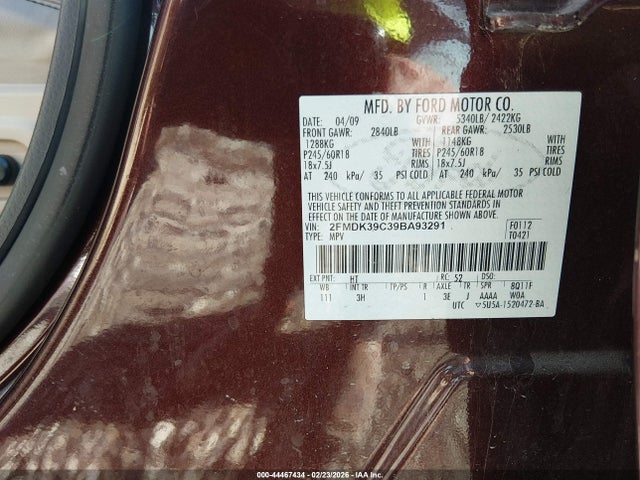 MFD. BY FORD MOTOR CO.
DATE: 04/09 GVWR: 5340LB/ 2422KG
FRONT GAWR: 2840LB REAR GAWR: 2530LB
1288KG WITH 1148KG WITH
P245/60R18 TIRES P245/60R18 TIRES
18x7.5J RIMS 18x7.5J RIMS
AT 240 kPa/ 35 PSI COLD AT 240 kPa/ 35 PSI COLD
THIS VEHICLE CONFORMS TO ALL APPLICABLE FEDERAL MOTOR
VEHICLE SAFETY AND THEFT PREVENTION STANDARDS IN
EFFECT ON THE DATE OF MANUFACTURE SHOWN ABOVE.
VIN: 2FMDK39C39BA93291 F0112
TYPE: MPV T0421
EXT PNT: HT RC: 52 DSO:
WB INT TR TP/PS R AXLE TR SPR BQ11F
111 3H 1 3E J AAAA W0A
UTC ▽5U5A-1520472-BA
000-44467434 - 02/23/2026 - COPYRIGHT IAA, LLC